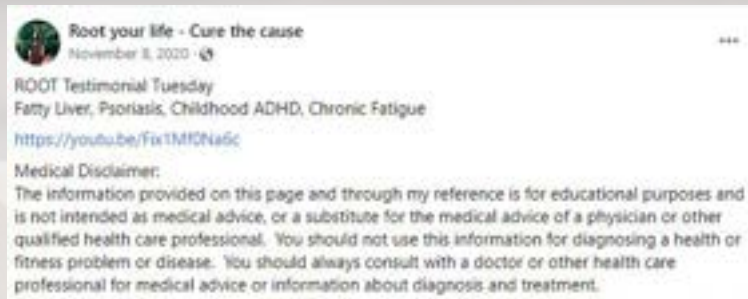 Root your life - Cure the cause
November 8, 2020 ·
ROOT Testimonial Tuesday
Fatty Liver, Psoriasis, Childhood ADHD, Chronic Fatigue
https://youtu.be/Fix1Mf0Na6c
Medical Disclaimer:
The information provided on this page and through my reference is for educational purposes and
is not intended as medical advice, or a substitute for the medical advice of a physician or other
qualified health care professional. You should not use this information for diagnosing a health or
fitness problem or disease. You should always consult with a doctor or other health care
professional for medical advice or information about diagnosis and treatment.